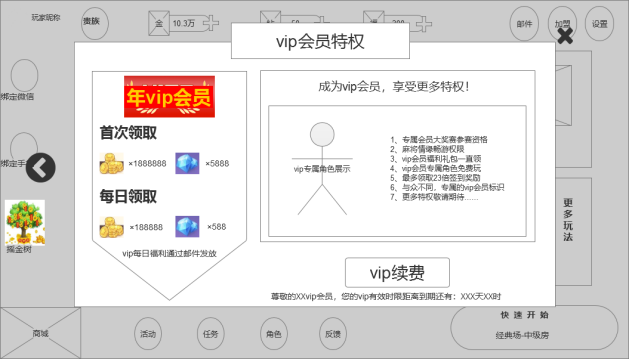 玩家昵称
贵族
金
10.3万
钻
50
邮件
加盟
设置
vip会员特权
绑定微信
绑定手
摇金树
年vip会员
首次领取
×1888888
×5888
每日领取
×188888
×588
vip每日福利通过邮件发放
成为vip会员，享受更多特权！
vip专属角色展示
1、专属会员大奖赛参赛资格
2、麻将情缘畅游权限
3、vip会员福利礼包一直领
4、vip会员专属角色免费玩
5、最多领取23倍签到奖励
6、与众不同，专属的vip会员标识
7、更多特权敬请期待……
vip续费
尊敬的XXvip会员，您的vip有效时限距离到期还有：XXX天XX时
更多玩法
商城
活动
任务
角色
反馈
快速开始
经典场-中级房